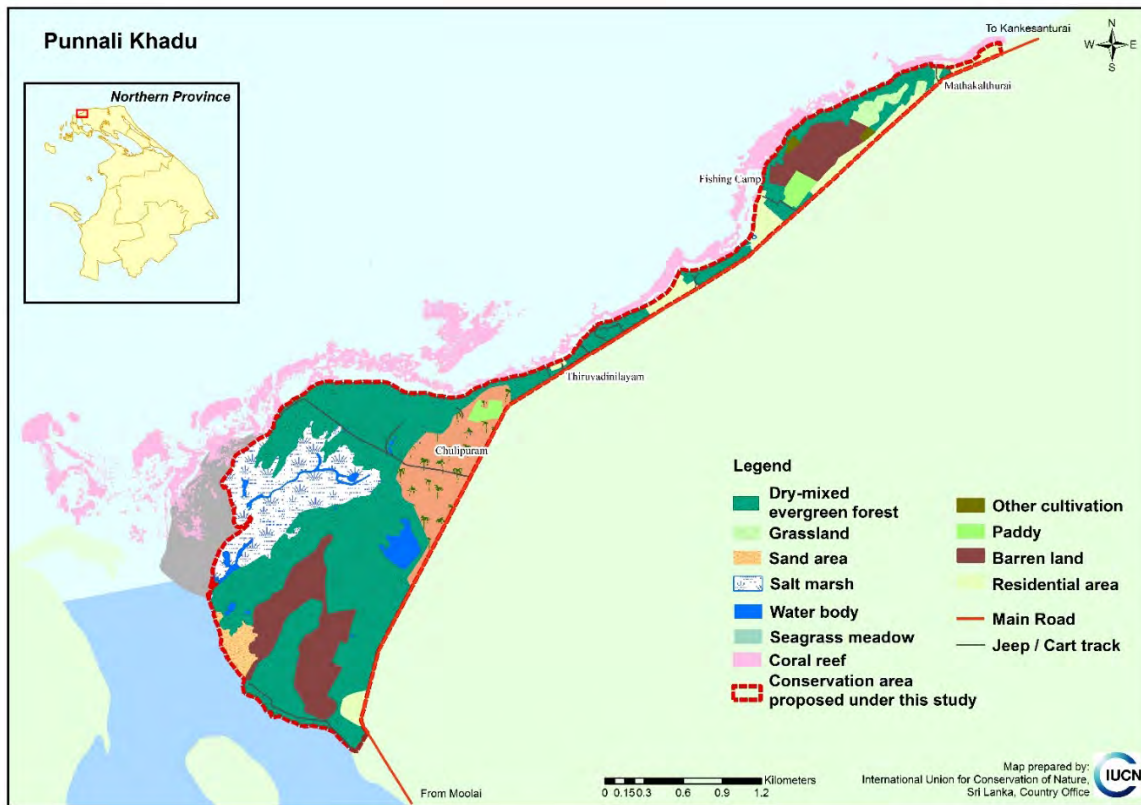 Punnali Khadu
To Kankesanturai
N
W E
S
Northern Province
Mathakalthurai
Fishing Camp
Thiruvadinilayam
Chulipuram
Legend
Dry-mixed
evergreen forest
Grassland
Sand area
Salt marsh
Water body
Seagrass meadow
Coral reef
Conservation area
proposed under this study
Other cultivation
Paddy
Barren land
Residential area
Main Road
Jeep / Cart track
From Moolai
Kilometers
0 0.150.3 0.6 0.9 1.2
Map prepared by:
International Union for Conservation of Nature,
Sri Lanka, Country Office
IUCN